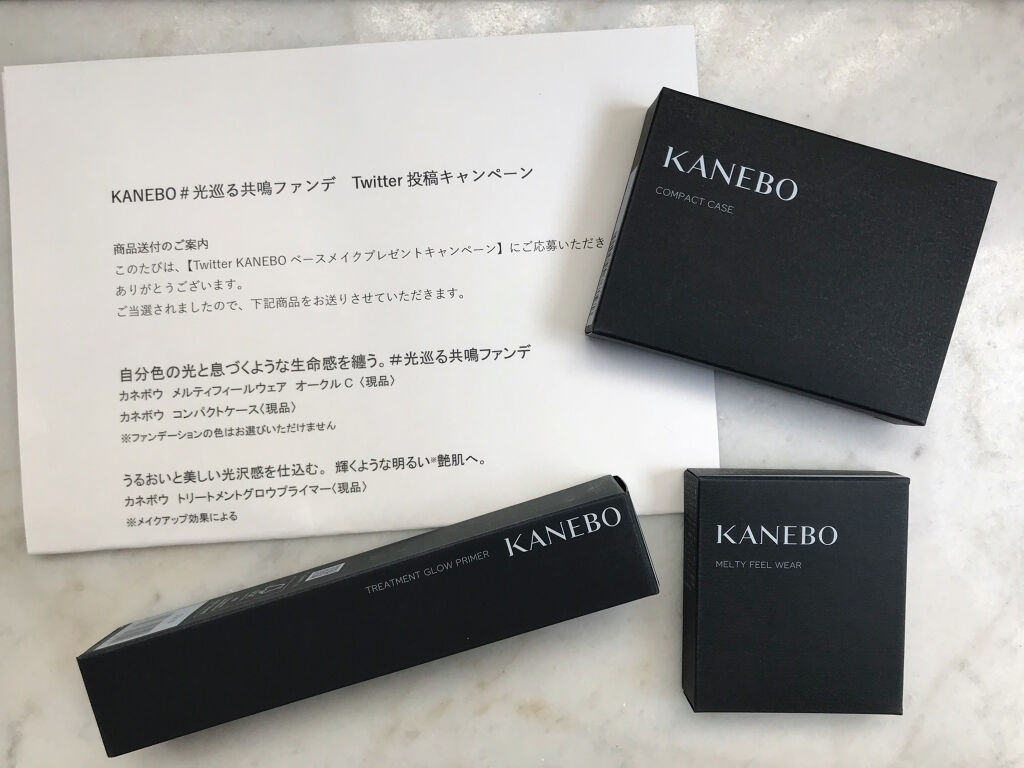 KANEBO＃光巡る共鳴ファンデ　Twitter 投稿キャンペーン
商品送付のご案内
このたびは、【Twitter KANEBO ベースメイクプレゼントキャンペーン】にご応募いただき
ありがとうございます。
ご当選されましたので、下記商品をお送りさせていただきます。
自分色の光と息づくような生命感を纏う。＃光巡る共鳴ファンデ
カネボウ　メルティフィールウェア　オークルＣ〈現品〉
カネボウ　コンパクトケース〈現品〉
※ファンデーションの色はお選びいただけません
うるおいと美しい光沢感を仕込む。輝くような明るい※艶肌へ。
カネボウ　トリートメントグロウプライマー〈現品〉
※メイクアップ効果による
KANEBO
COMPACT CASE
KANEBO
TREATMENT GLOW PRIMER
KANEBO
MELTY FEEL WEAR